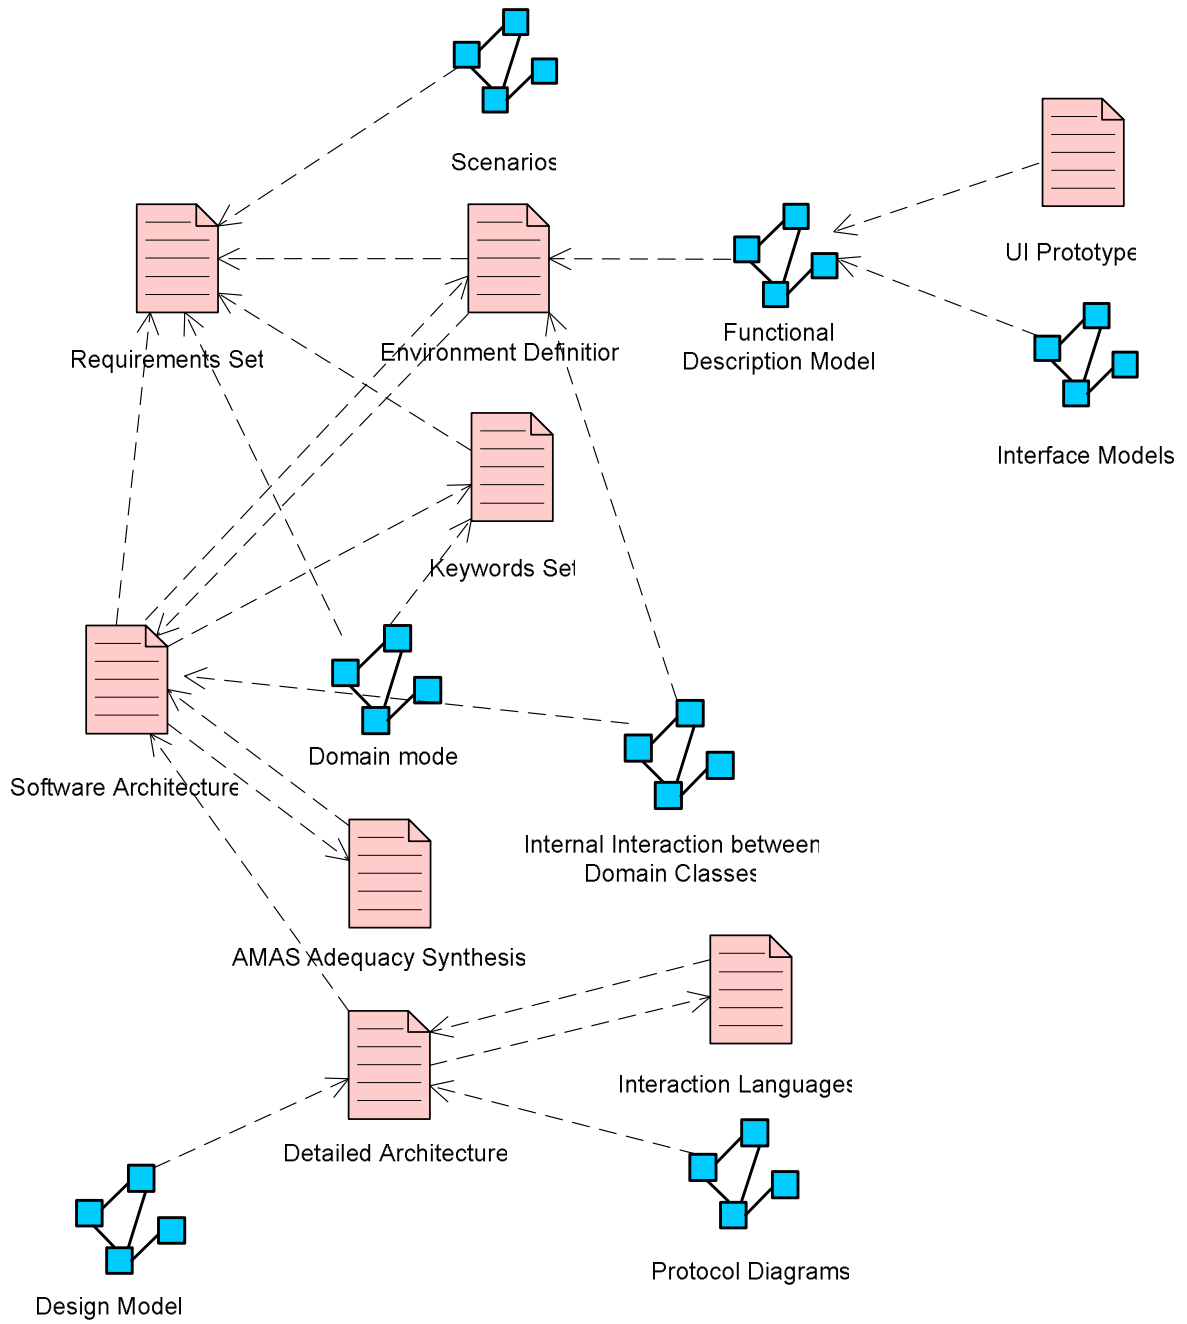 Scenarios
UI Prototype
Requirements Set
Environment Definition
Functional
Description Model
Interface Models
Keywords Set
Software Architecture
Domain mode
Internal Interaction between
Domain Classes
AMAS Adequacy Synthesis
Interaction Languages
Detailed Architecture
Protocol Diagrams
Design Model